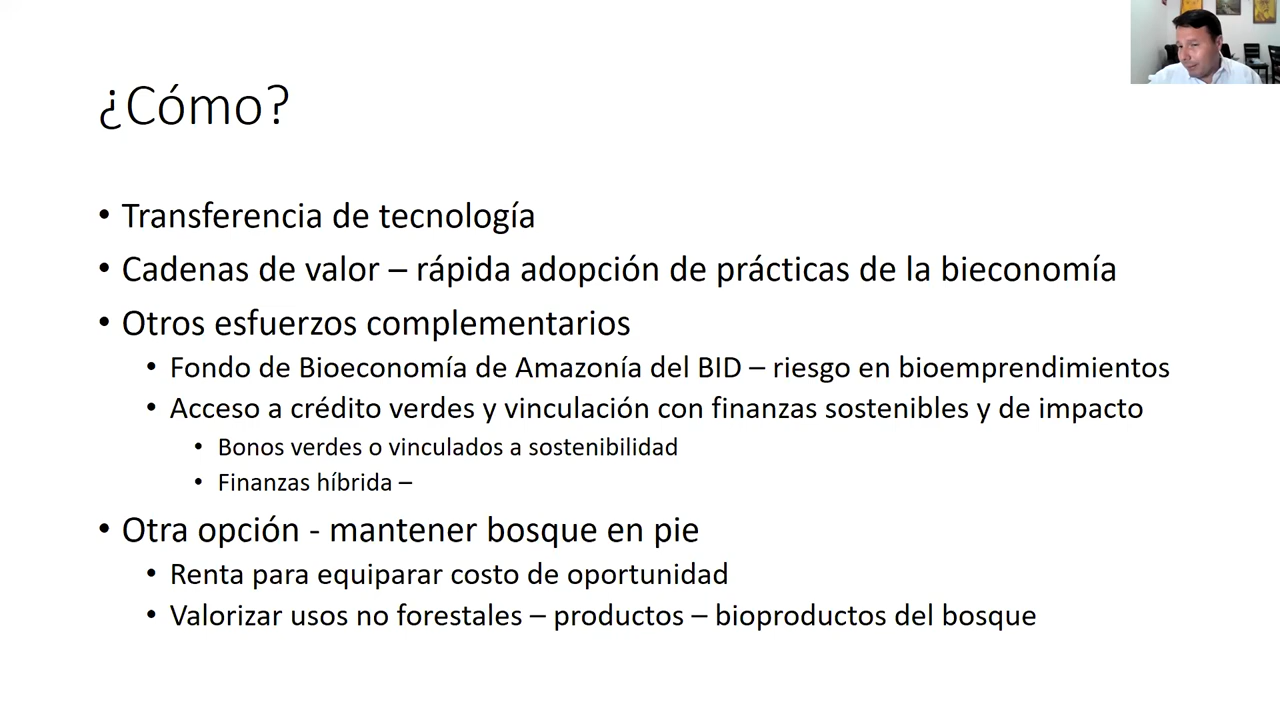 ¿Cómo?
• Transferencia de tecnología
• Cadenas de valor – rápida adopción de prácticas de la bieconomía
• Otros esfuerzos complementarios
• Fondo de Bioeconomía de Amazonía del BID – riesgo en bioemprendimientos
• Acceso a crédito verdes y vinculación con finanzas sostenibles y de impacto
• Bonos verdes o vinculados a sostenibilidad
• Finanzas híbrida –
• Otra opción - mantener bosque en pie
• Renta para equiparar costo de oportunidad
• Valorizar usos no forestales – productos – bioproductos del bosque